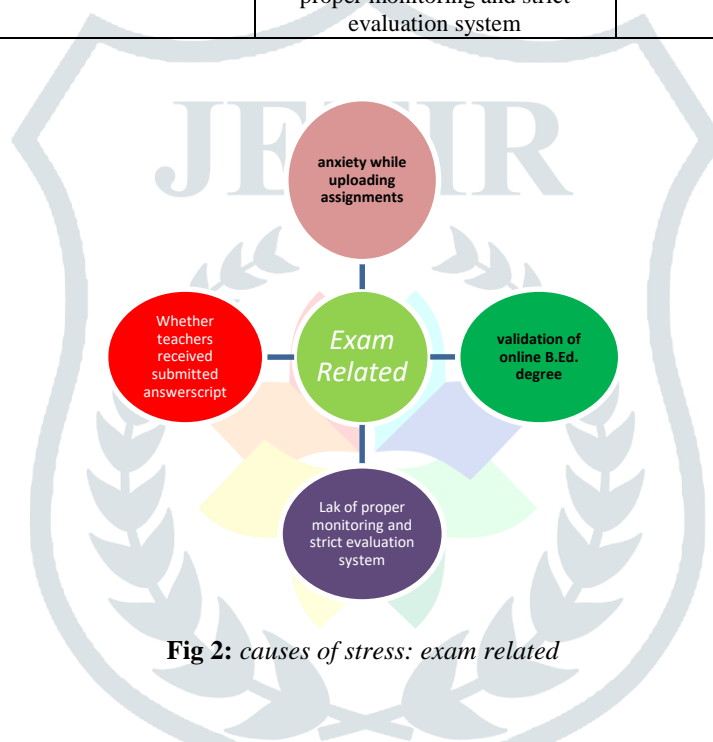 proper monitoring and strict
evaluation system
JETIR
anxiety while
uploading
assignments
Whether
teachers
received
submitted
answerscript
Exam
Related
validation of
online B.Ed.
degree
Lak of proper
monitoring and
strict evaluation
system
Fig 2: causes of stress: exam related